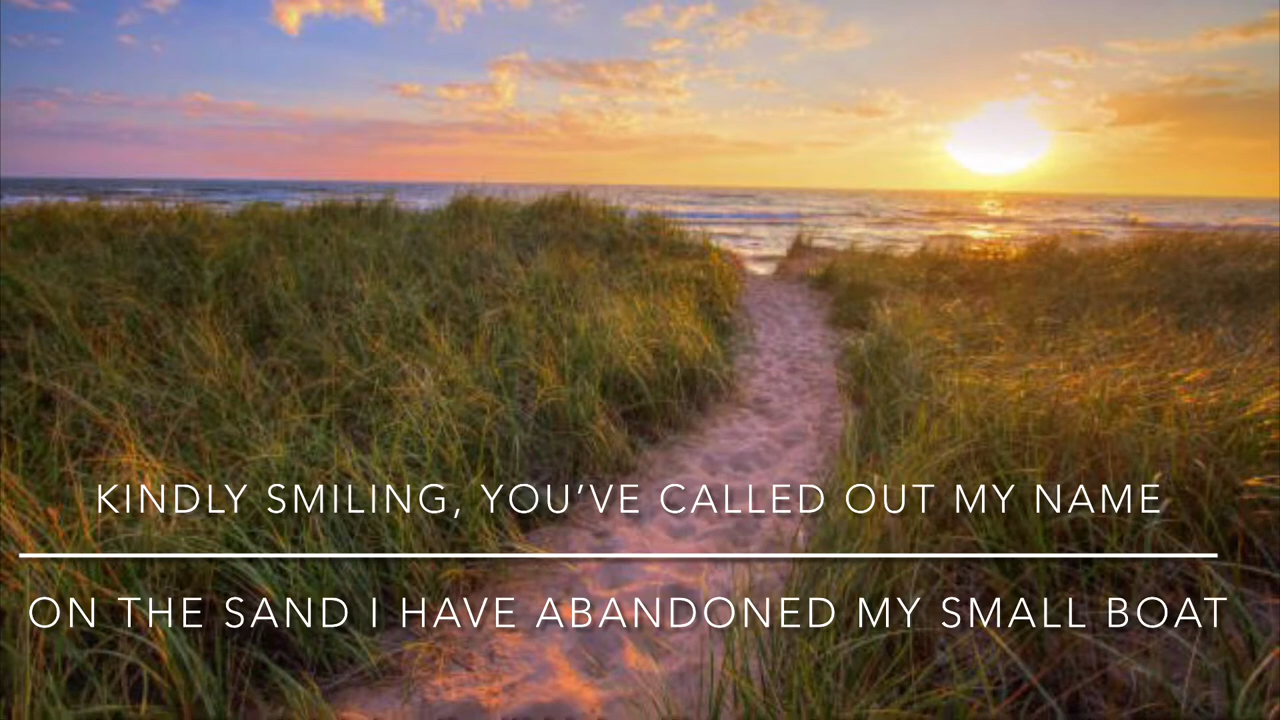 KINDLY SMILING, YOU’VE CALLED OUT MY NAME
ON THE SAND I HAVE ABANDONED MY SMALL BOAT